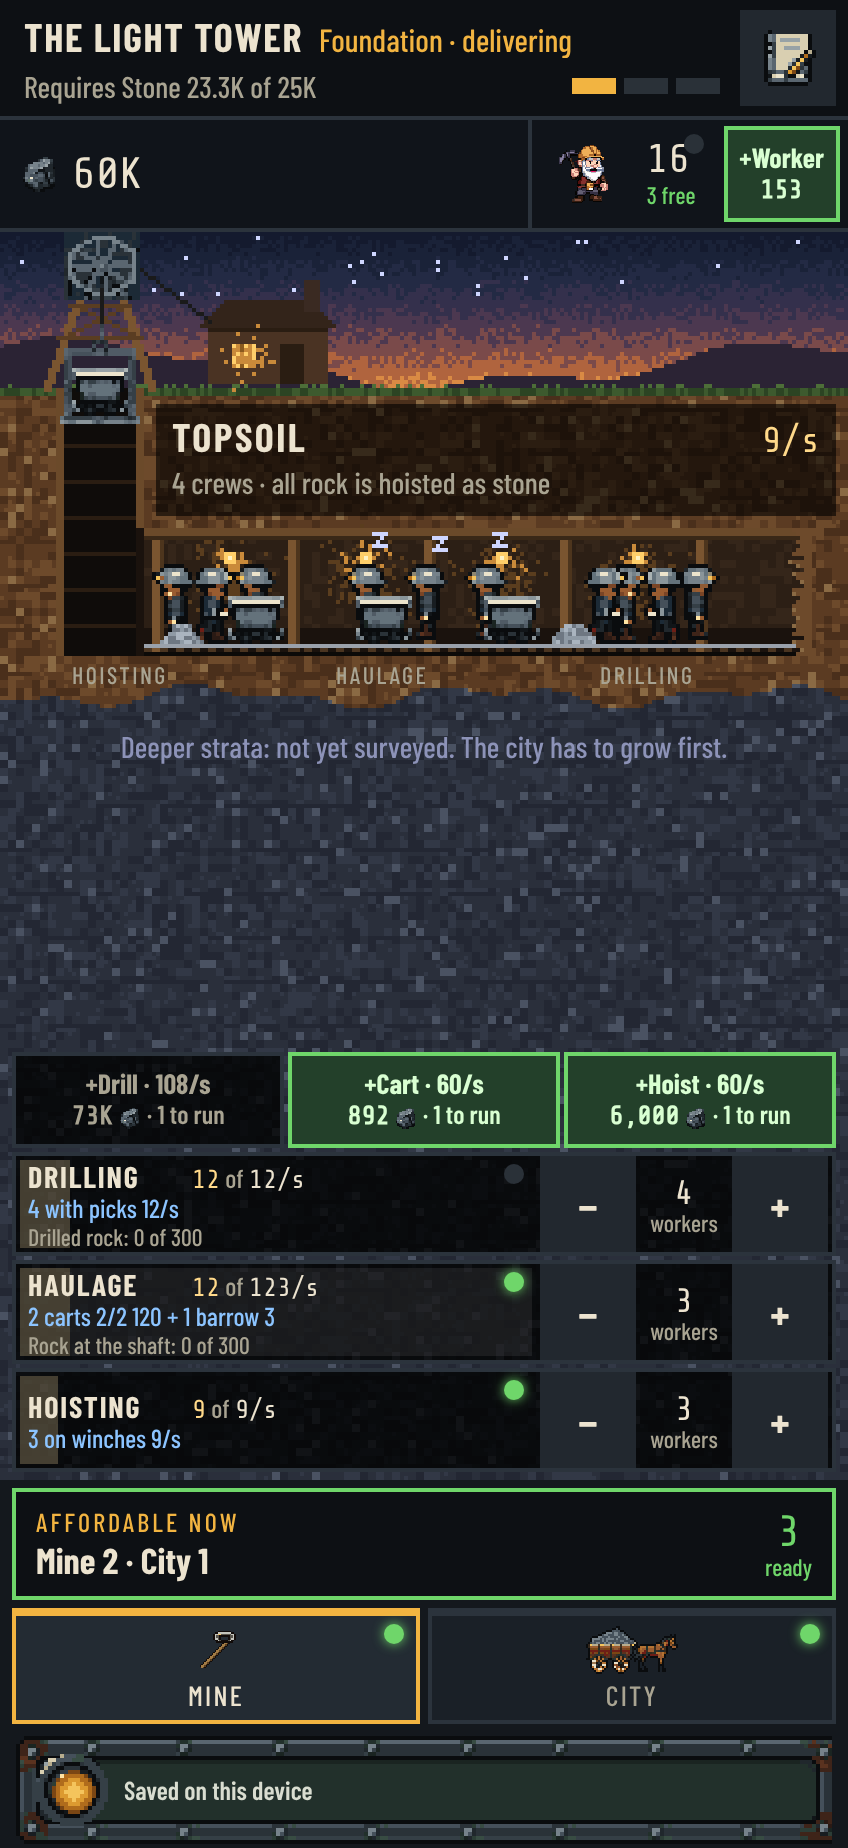 THE LIGHT TOWER Foundation · delivering
Requires Stone 23.3K of 25K
60K
16
3 free
+Worker
153
TOPSOIL 9/s
4 crews · all rock is hoisted as stone
Z Z Z
HOISTING HAULAGE DRILLING
Deeper strata: not yet surveyed. The city has to grow first.
+Drill · 108/s
73K · 1 to run
+Cart · 60/s
892 · 1 to run
+Hoist · 60/s
6,000 · 1 to run
DRILLING 12 of 12/s
4 with picks 12/s
Drilled rock: 0 of 300
− 4 +
workers
HAULAGE 12 of 123/s
2 carts 2/2 120 + 1 barrow 3
Rock at the shaft: 0 of 300
− 3 +
workers
HOISTING 9 of 9/s
3 on winches 9/s
− 3 +
workers
AFFORDABLE NOW
Mine 2 · City 1
3
ready
MINE
CITY
Saved on this device